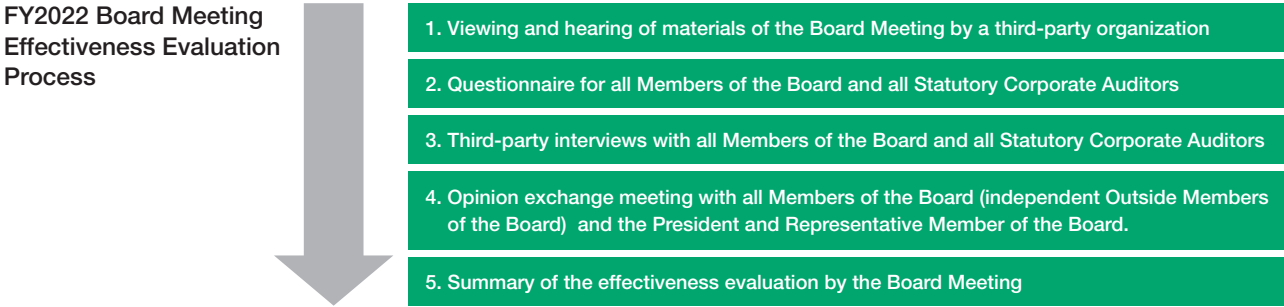 FY2022 Board Meeting
Effectiveness Evaluation
Process
1. Viewing and hearing of materials of the Board Meeting by a third-party organization
2. Questionnaire for all Members of the Board and all Statutory Corporate Auditors
3. Third-party interviews with all Members of the Board and all Statutory Corporate Auditors
4. Opinion exchange meeting with all Members of the Board (independent Outside Members
of the Board)  and the President and Representative Member of the Board.
5. Summary of the effectiveness evaluation by the Board Meeting